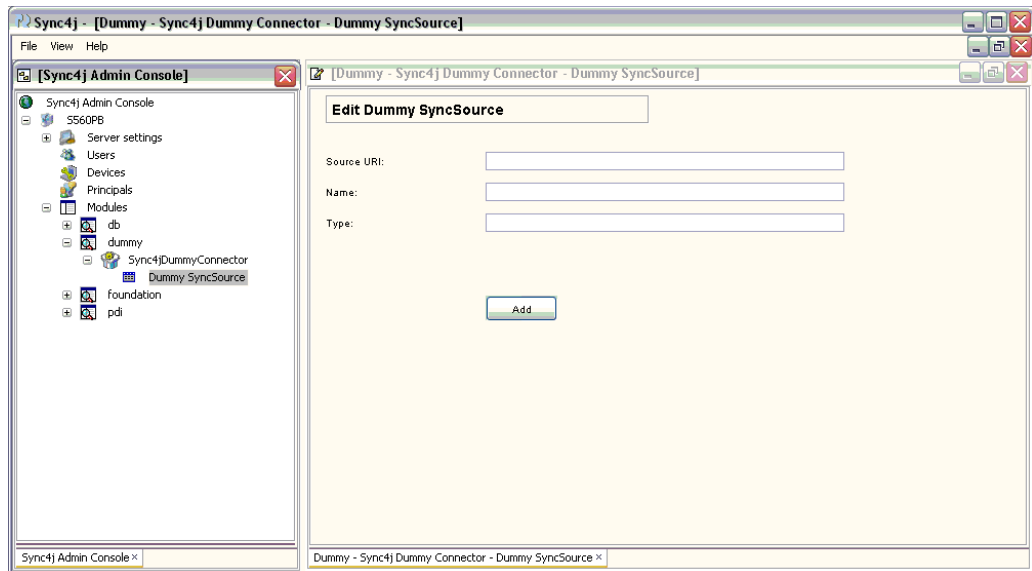 Sync4j - [Dummy - Sync4j Dummy Connector - Dummy SyncSource]
File View Help
[Sync4j Admin Console]
Sync4j Admin Console
S560PB
Server settings
Users
Devices
Principals
Modules
db
dummy
Sync4jDummyConnector
Dummy SyncSource
foundation
pdi
Sync4j Admin Console ×
[Dummy - Sync4j Dummy Connector - Dummy SyncSource]
Edit Dummy SyncSource
Source URI:
Name:
Type:
Add
Dummy - Sync4j Dummy Connector - Dummy SyncSource ×